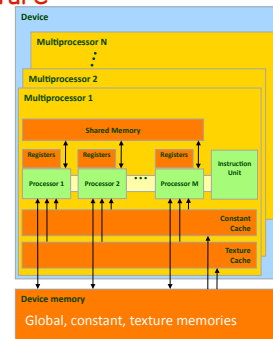 Device
Multiprocessor N
Multiprocessor 2
Multiprocessor 1
Shared Memory
Registers Registers Registers
Processor 1 Processor 2 ... Processor M
Instruction
Unit
Constant
Cache
Texture
Cache
Device memory
Global, constant, texture memories